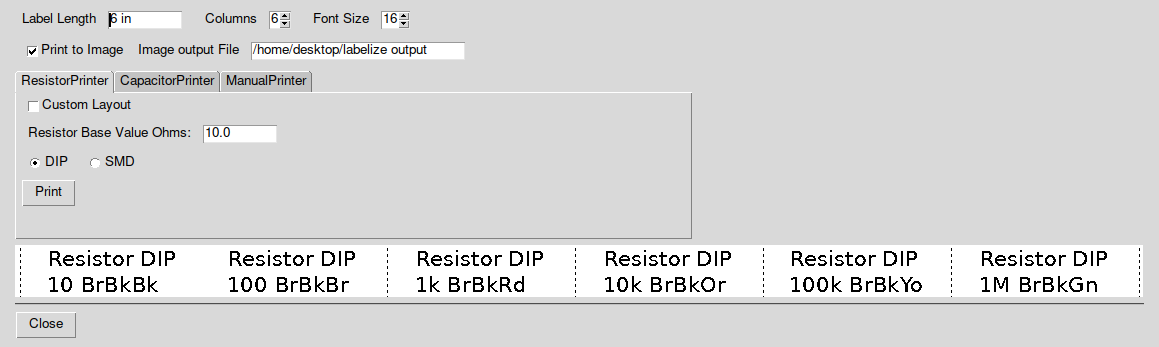 Label Length 6 in Columns 6 Font Size 16
Print to Image Image output File /home/desktop/labelize output
ResistorPrinter CapacitorPrinter ManualPrinter
Custom Layout
Resistor Base Value Ohms: 10.0
DIP SMD
Print
Resistor DIP Resistor DIP Resistor DIP Resistor DIP Resistor DIP Resistor DIP
10 BrBkBk 100 BrBkBr 1k BrBkRd 10k BrBkOr 100k BrBkYo 1M BrBkGn
Close